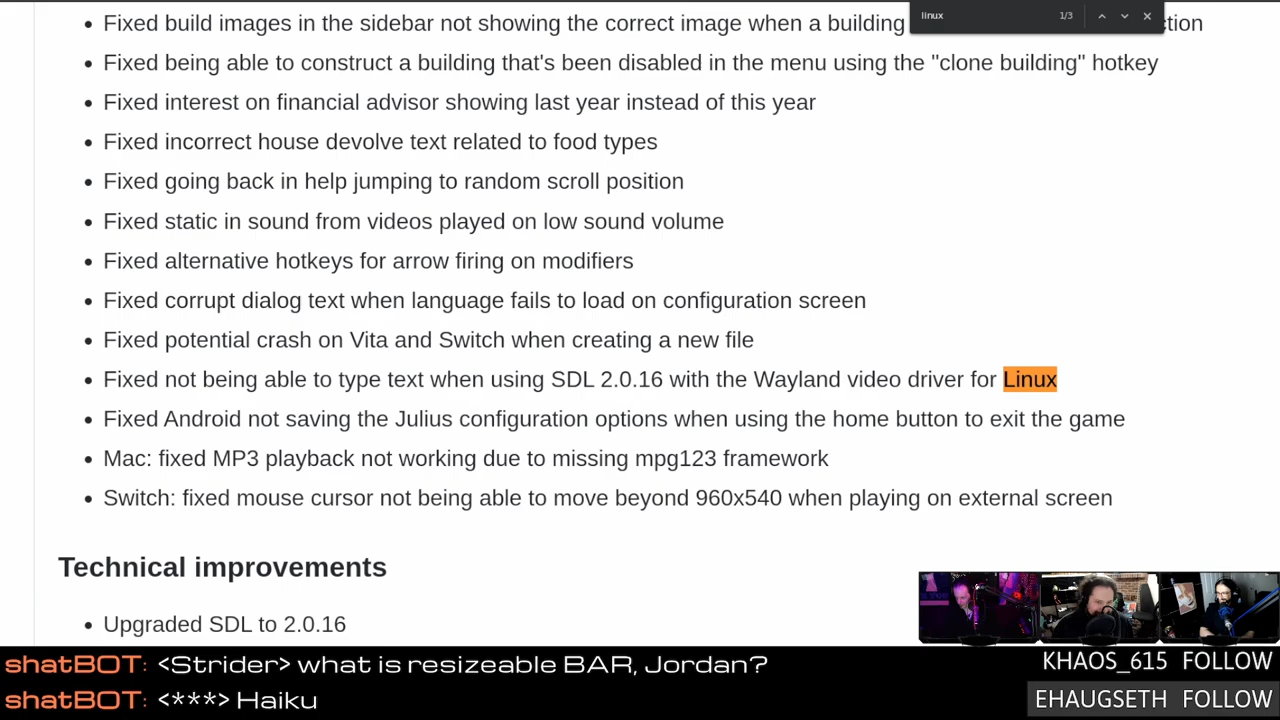 linux
1/3
Fixed build images in the sidebar not showing the correct image when a building
Fixed being able to construct a building that's been disabled in the menu using the "clone building" hotkey
Fixed interest on financial advisor showing last year instead of this year
Fixed incorrect house devolve text related to food types
Fixed going back in help jumping to random scroll position
Fixed static in sound from videos played on low sound volume
Fixed alternative hotkeys for arrow firing on modifiers
Fixed corrupt dialog text when language fails to load on configuration screen
Fixed potential crash on Vita and Switch when creating a new file
Fixed not being able to type text when using SDL 2.0.16 with the Wayland video driver for Linux
Fixed Android not saving the Julius configuration options when using the home button to exit the game
Mac: fixed MP3 playback not working due to missing mpg123 framework
Switch: fixed mouse cursor not being able to move beyond 960x540 when playing on external screen
Technical improvements
Upgraded SDL to 2.0.16
shatBOT: <Strider> what is resizeable BAR, Jordan?
shatBOT: <***> Haiku
KHAOS_615 FOLLOW
EHAUGSETH FOLLOW